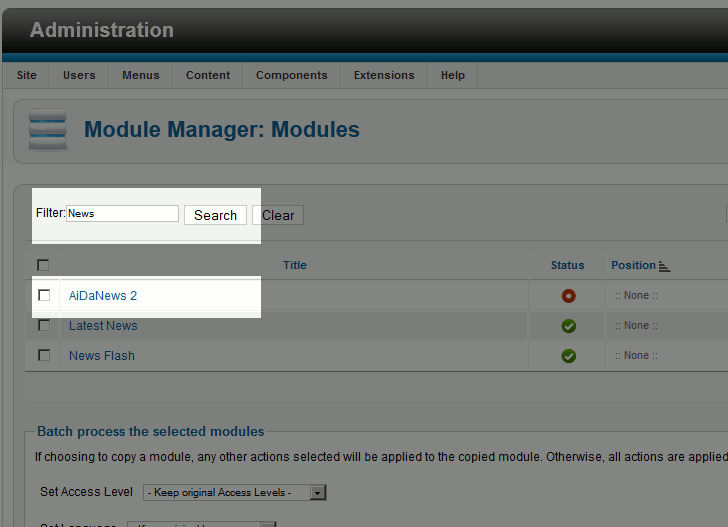 Administration
Site Users Menus Content Components Extensions Help
Module Manager: Modules
Filter: News Search Clear
Title Status Position
AiDaNews 2 :: None ::
Latest News :: None ::
News Flash :: None ::
Batch process the selected modules
If choosing to copy a module, any other actions selected will be applied to the copied module. Otherwise, all actions are applied
Set Access Level - Keep original Access Levels -